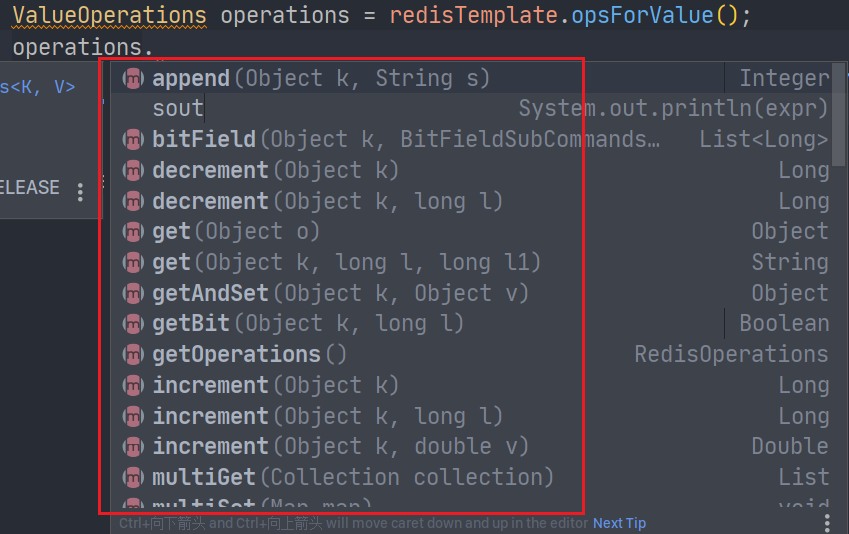 ValueOperations operations = redisTemplate.opsForValue();
operations.
s<K, V>
ELEASE
append(Object k, String s) Integer
sout System.out.println(expr)
bitField(Object k, BitFieldSubCommands… List<Long>
decrement(Object k) Long
decrement(Object k, long l) Long
get(Object o) Object
get(Object k, long l, long l1) String
getAndSet(Object k, Object v) Object
getBit(Object k, long l) Boolean
getOperations() RedisOperations
increment(Object k) Long
increment(Object k, long l) Long
increment(Object k, double v) Double
multiGet(Collection collection) List
multiSet(Map map) void
Ctrl+向下箭头 and Ctrl+向上箭头 will move caret down and up in the editor Next Tip